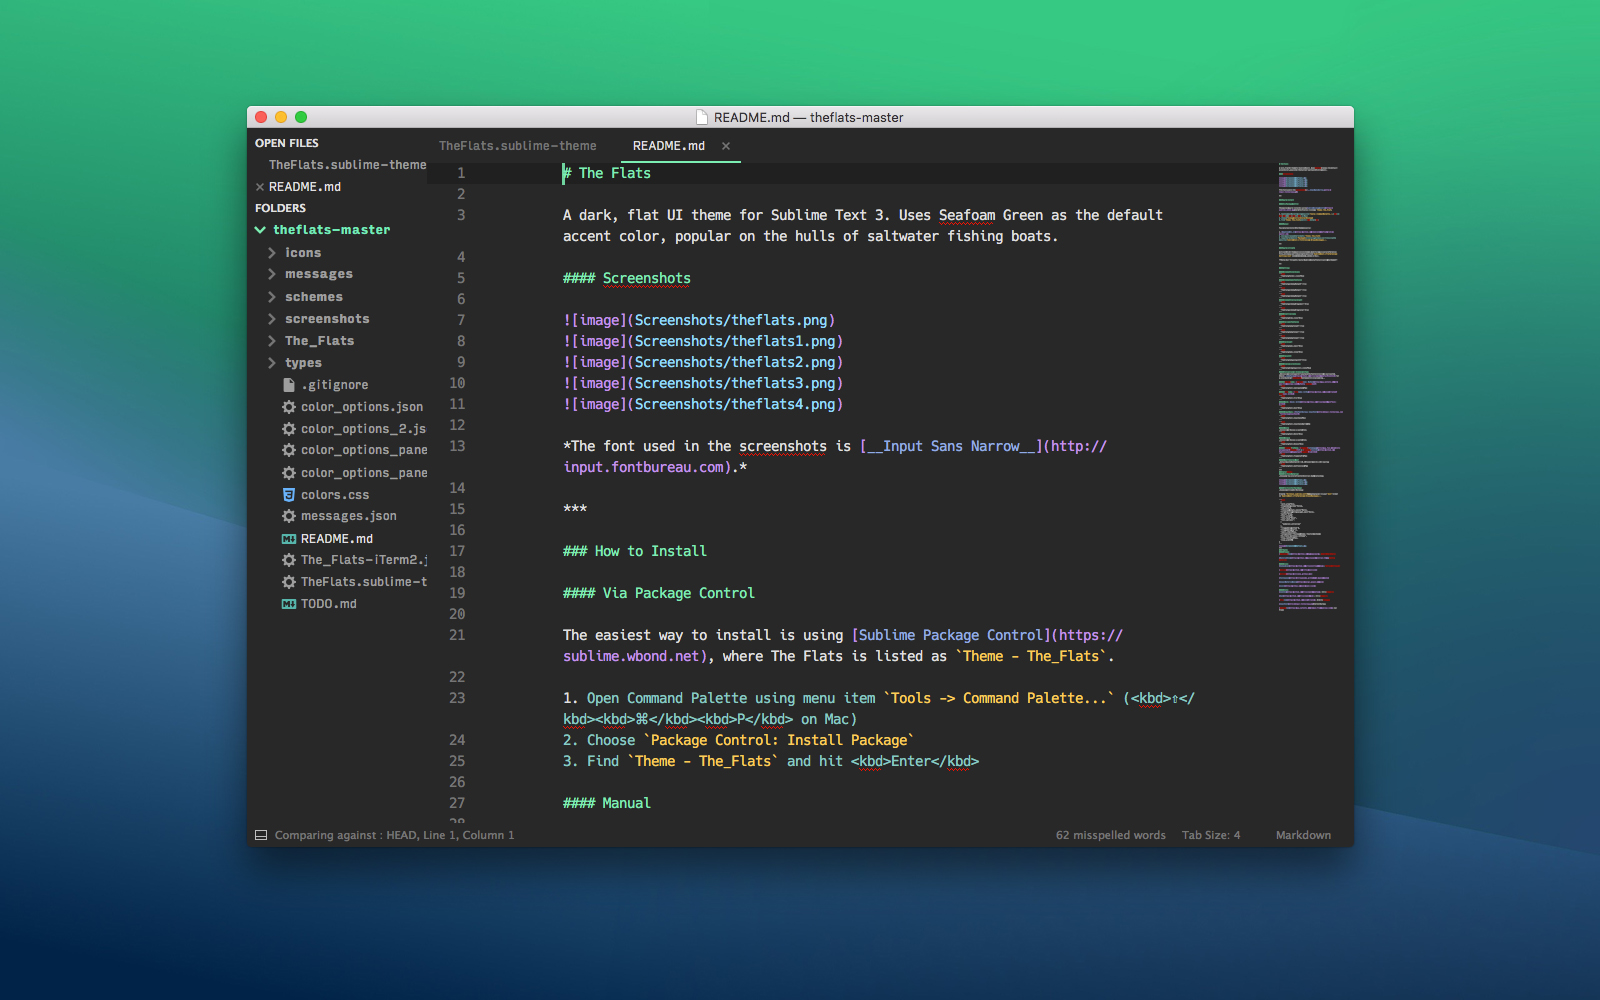 README.md — theflats-master
OPEN FILES
TheFlats.sublime-theme
README.md
FOLDERS
theflats-master
icons
messages
schemes
screenshots
The_Flats
types
.gitignore
color_options.json
color_options_2.js
color_options_pane
color_options_pane
colors.css
messages.json
README.md
The_Flats-iTerm2.j
TheFlats.sublime-t
TODO.md
TheFlats.sublime-theme README.md ×
1 # The Flats
2
3 A dark, flat UI theme for Sublime Text 3. Uses Seafoam Green as the default
accent color, popular on the hulls of saltwater fishing boats.
4
5 #### Screenshots
6
7 ![image](Screenshots/theflats.png)
8 ![image](Screenshots/theflats1.png)
9 ![image](Screenshots/theflats2.png)
10 ![image](Screenshots/theflats3.png)
11 ![image](Screenshots/theflats4.png)
12
13 *The font used in the screenshots is [__Input Sans Narrow__](http://
input.fontbureau.com).*
14
15 ***
16
17 ### How to Install
18
19 #### Via Package Control
20
21 The easiest way to install is using [Sublime Package Control](https://
sublime.wbond.net), where The Flats is listed as `Theme - The_Flats`.
22
23 1. Open Command Palette using menu item `Tools -> Command Palette...` (<kbd>⇧</
kbd><kbd>⌘</kbd><kbd>P</kbd> on Mac)
24 2. Choose `Package Control: Install Package`
25 3. Find `Theme - The_Flats` and hit <kbd>Enter</kbd>
26
27 #### Manual
28
Comparing against : HEAD, Line 1, Column 1
62 misspelled words Tab Size: 4 Markdown